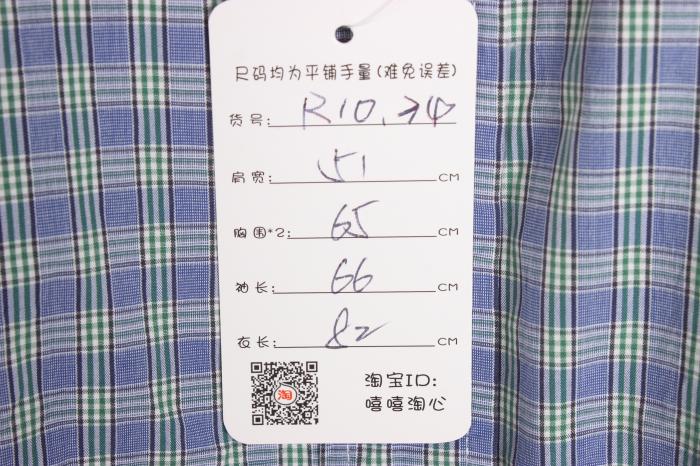 尺码均为平铺手量(难免误差)
货号: R10.34
肩宽: 51 CM
胸围*2: 65 CM
袖长: 66 CM
衣长: 82 CM
淘
淘宝ID:
嘻嘻淘心